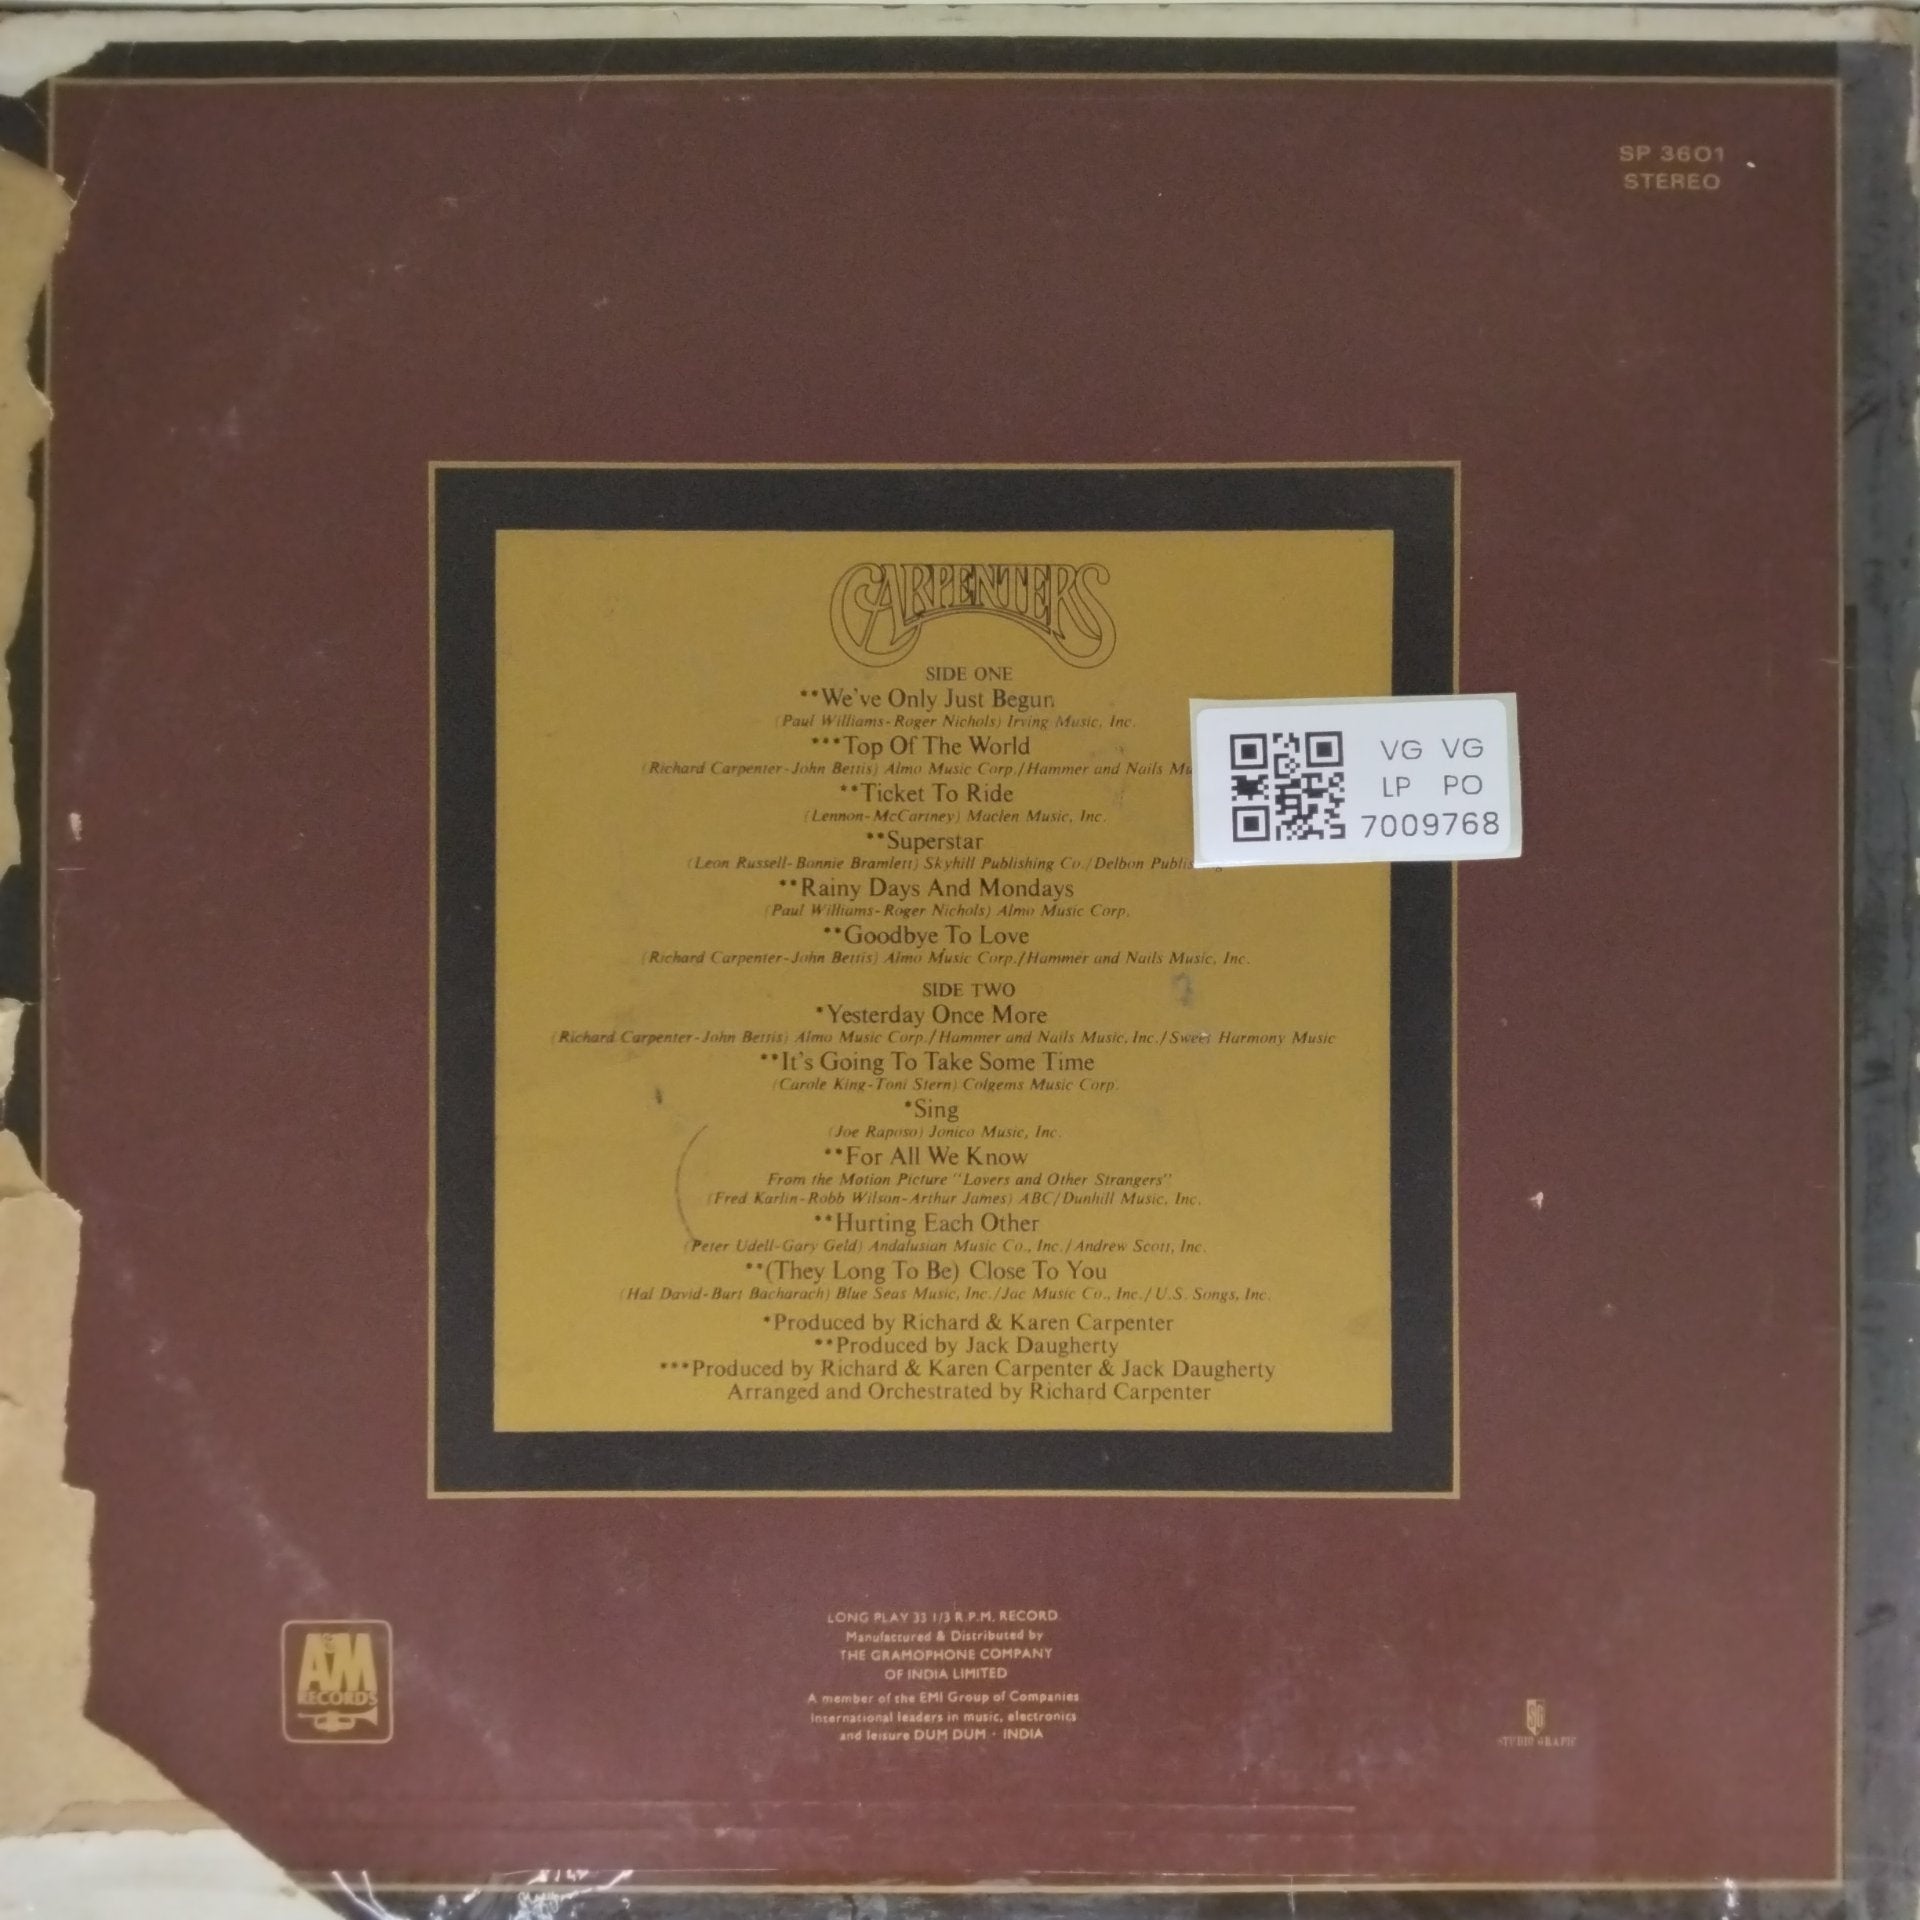 SP 3601
STEREO
CARPENTERS
SIDE ONE
**We've Only Just Begun
(Paul Williams-Roger Nichols) Irving Music, Inc.
***Top Of The World
(Richard Carpenter-John Bettis) Almo Music Corp./Hammer and Nails
**Ticket To Ride
(Lennon-McCartney) Maclen Music, Inc.
**Superstar
(Leon Russell-Bonnie Bramlett) Skyhill Publishing Co./Delbon
**Rainy Days And Mondays
(Paul Williams-Roger Nichols) Almo Music Corp.
**Goodbye To Love
(Richard Carpenter-John Bettis) Almo Music Corp./Hammer and Nails Music, Inc.
VG VG
LP PO
7009768
SIDE TWO
*Yesterday Once More
(Richard Carpenter-John Bettis) Almo Music Corp./Hammer and Nails Music, Inc./Sweet Harmony Music
**It's Going To Take Some Time
(Carole King-Toni Stern) Colgems Music Corp.
*Sing
(Joe Raposo) Jonico Music, Inc.
**For All We Know
From the Motion Picture "Lovers and Other Strangers"
(Fred Karlin-Robb Wilson-Arthur James) ABC/Dunhill Music, Inc.
**Hurting Each Other
(Peter Udell-Gary Geld) Andalusian Music Co., Inc./Andrew Scott, Inc.
**(They Long To Be) Close To You
(Hal David-Burt Bacharach) Blue Seas Music, Inc./Jac Music Co., Inc./U.S. Songs, Inc.
*Produced by Richard & Karen Carpenter
**Produced by Jack Daugherty
***Produced by Richard & Karen Carpenter & Jack Daugherty
Arranged and Orchestrated by Richard Carpenter
A&M
RECORDS
LONG PLAY 33 1/3 R.P.M. RECORD
Manufactured & Distributed by
THE GRAMOPHONE COMPANY
OF INDIA LIMITED
A member of the EMI Group of Companies
International leaders in music, electronics
and leisure DUM DUM · INDIA
SG